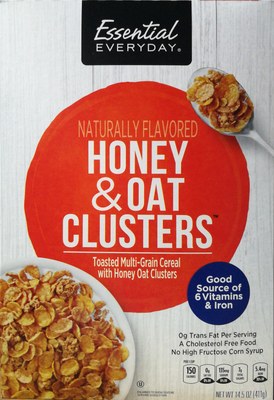 Essential
EVERYDAY®
NATURALLY FLAVORED
HONEY
& OAT
CLUSTERS™
Toasted Multi-Grain Cereal
with Honey Oat Clusters
Good
Source of
6 Vitamins
& Iron
0g Trans Fat Per Serving
A Cholesterol Free Food
No High Fructose Corn Syrup
150
NET WT 14.5 OZ (411g)